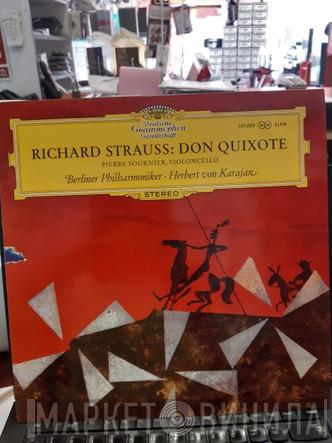 Deutsche
Grammophon
Gesellschaft
RICHARD STRAUSS: DON QUIXOTE
PIERRE FOURNIER, VIOLONCELLO
Berliner Philharmoniker · Herbert von Karajan
STEREO
МАРКЕТ ВИНИЛА